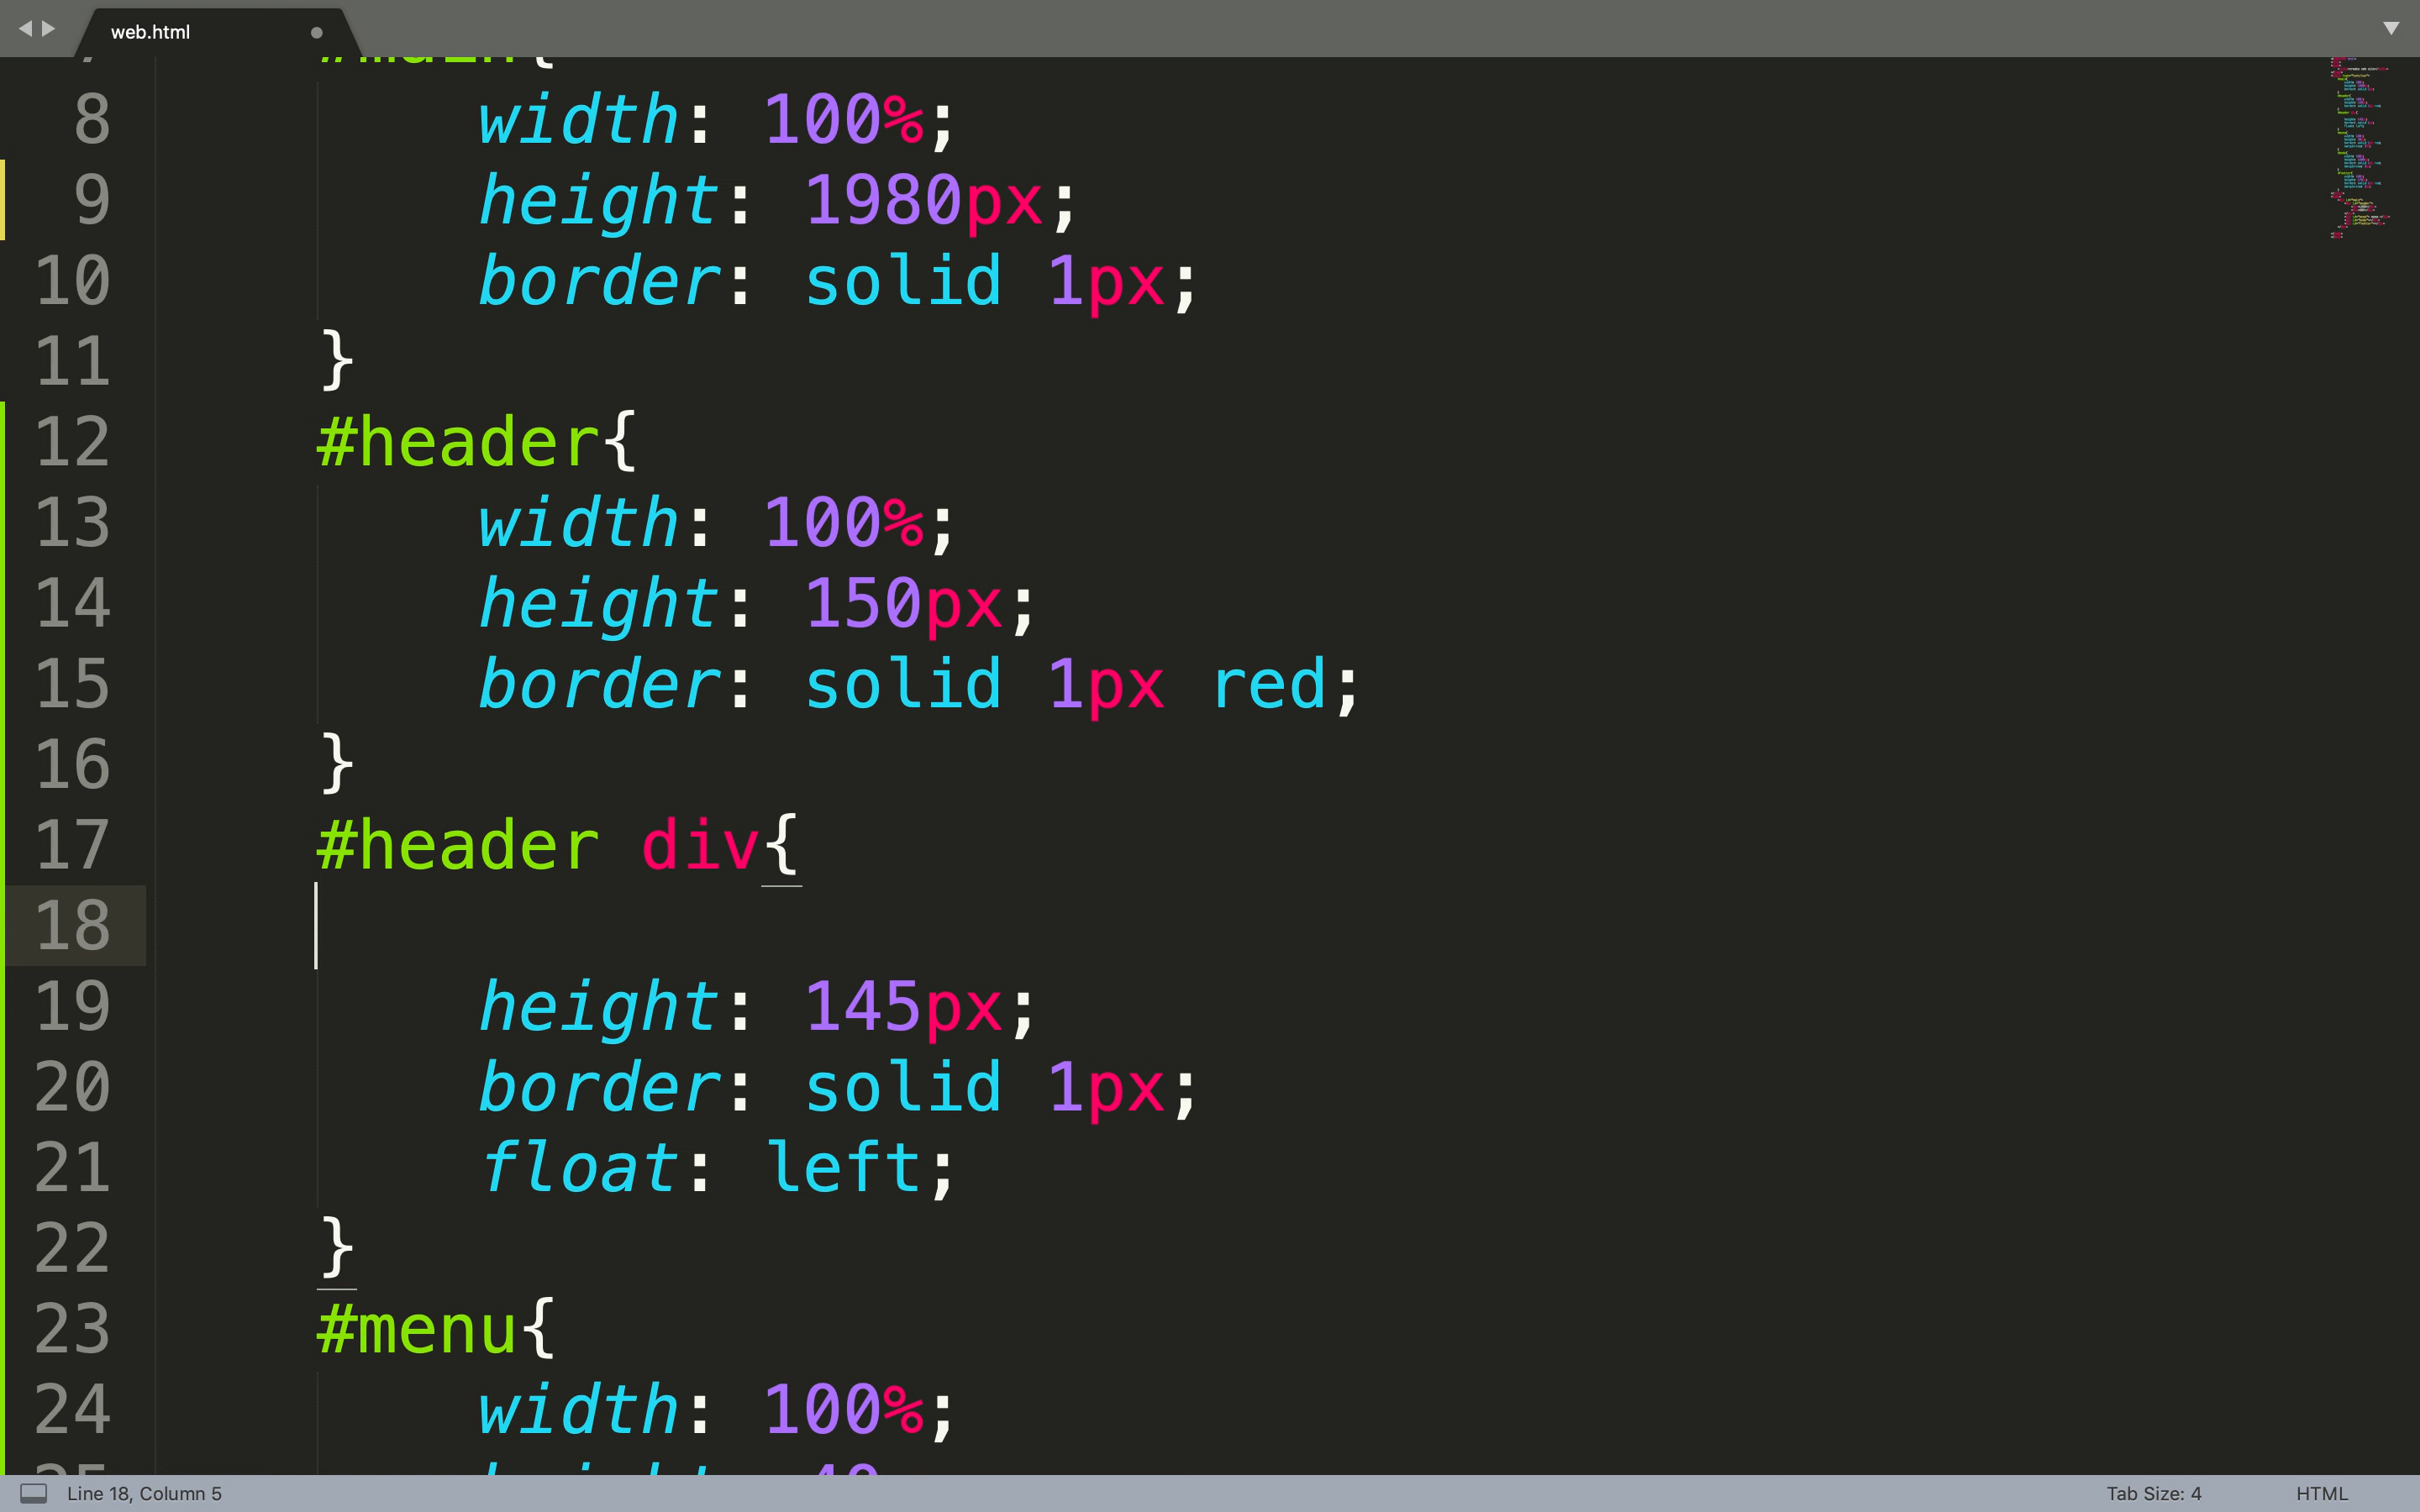 web.html
8 width: 100%;
9 height: 1980px;
10 border: solid 1px;
11 }
12 #header{
13 width: 100%;
14 height: 150px;
15 border: solid 1px red;
16 }
17 #header div{
18
19 height: 145px;
20 border: solid 1px;
21 float: left;
22 }
23 #menu{
24 width: 100%;
Line 18, Column 5
Tab Size: 4
HTML